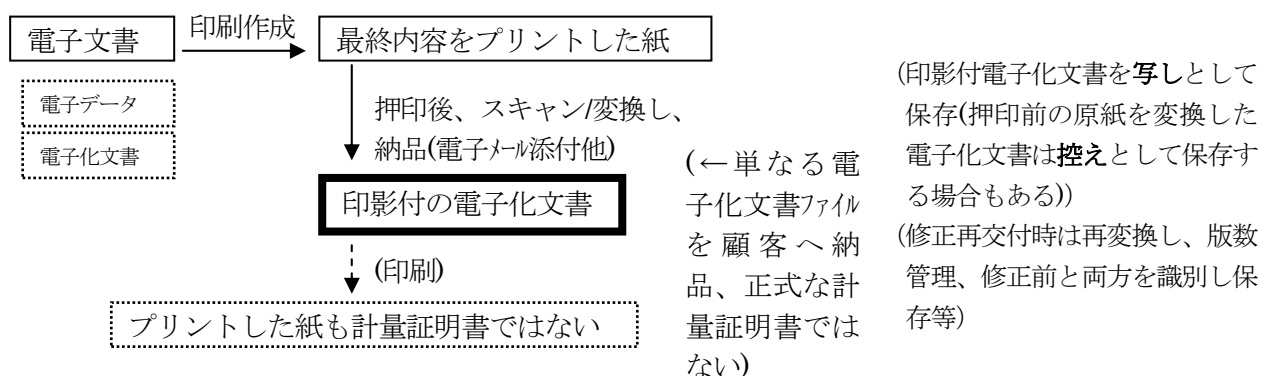 電子文書
印刷作成
最終内容をプリントした紙
電子データ
電子化文書
押印後、スキャン/変換し、
納品(電子メール添付他)
印影付の電子化文書
(印刷)
プリントした紙も計量証明書ではない
(←単なる電
子化文書ファイル
を顧客へ納
品、正式な計
量証明書では
ない)
(印影付電子化文書を写しとして
保存(押印前の原紙を変換した
電子化文書は控えとして保存す
る場合もある))
(修正再交付時は再変換し、版数
管理、修正前と両方を識別し保
存等)